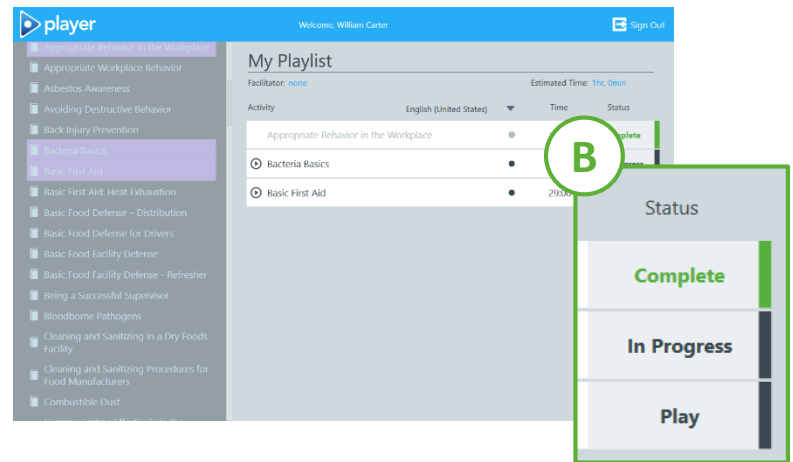 player
Welcome, William Carter
Sign Out
Appropriate Behavior in the Workplace
Appropriate Workplace Behavior
Asbestos Awareness
Avoiding Destructive Behavior
Back Injury Prevention
Bacteria Basics
Basic First Aid
Basic First Aid: Heat Exhaustion
Basic Food Defense – Distribution
Basic Food Defense for Drivers
Basic Food Facility Defense
Basic Food Facility Defense - Refresher
Being a Successful Supervisor
Bloodborne Pathogens
Cleaning and Sanitizing in a Dry Foods
Facility
Cleaning and Sanitizing Procedures for
Food Manufacturers
Combustible Dust
My Playlist
Facilitator: none
Estimated Time: 1hr, 0min
Activity
English (United States)
Time
Status
Appropriate Behavior in the Workplace
Bacteria Basics
Basic First Aid
B
Status
Complete
In Progress
Play